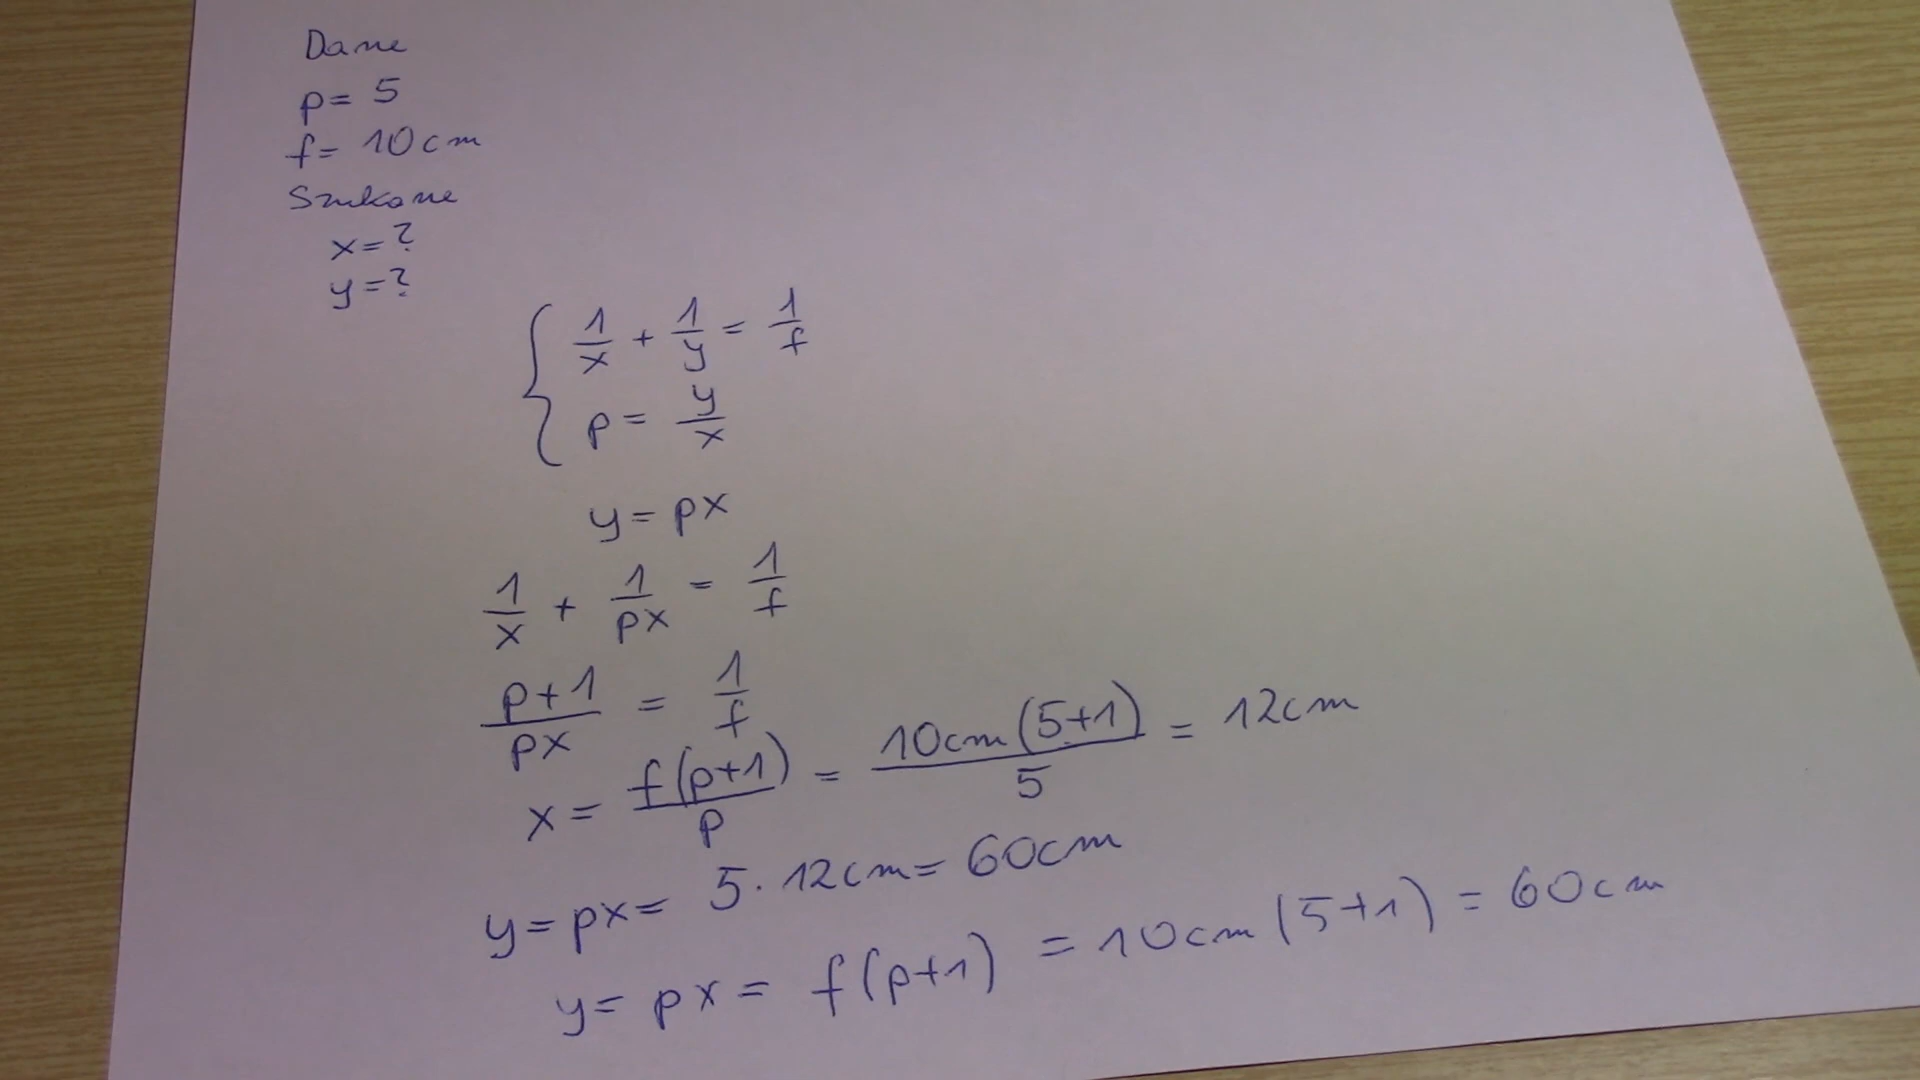 Dane
p= 5
f= 10cm
Szukane
x=?
y=?
1/x + 1/y = 1/f
p= y/x
y=px
1/x + 1/px = 1/f
p+1/px = 1/f
x= f(p+1)/p = 10cm(5+1)/5 = 12cm
y=px= 5·12cm= 60cm
y= px= f(p+1) = 10cm(5+1)= 60cm